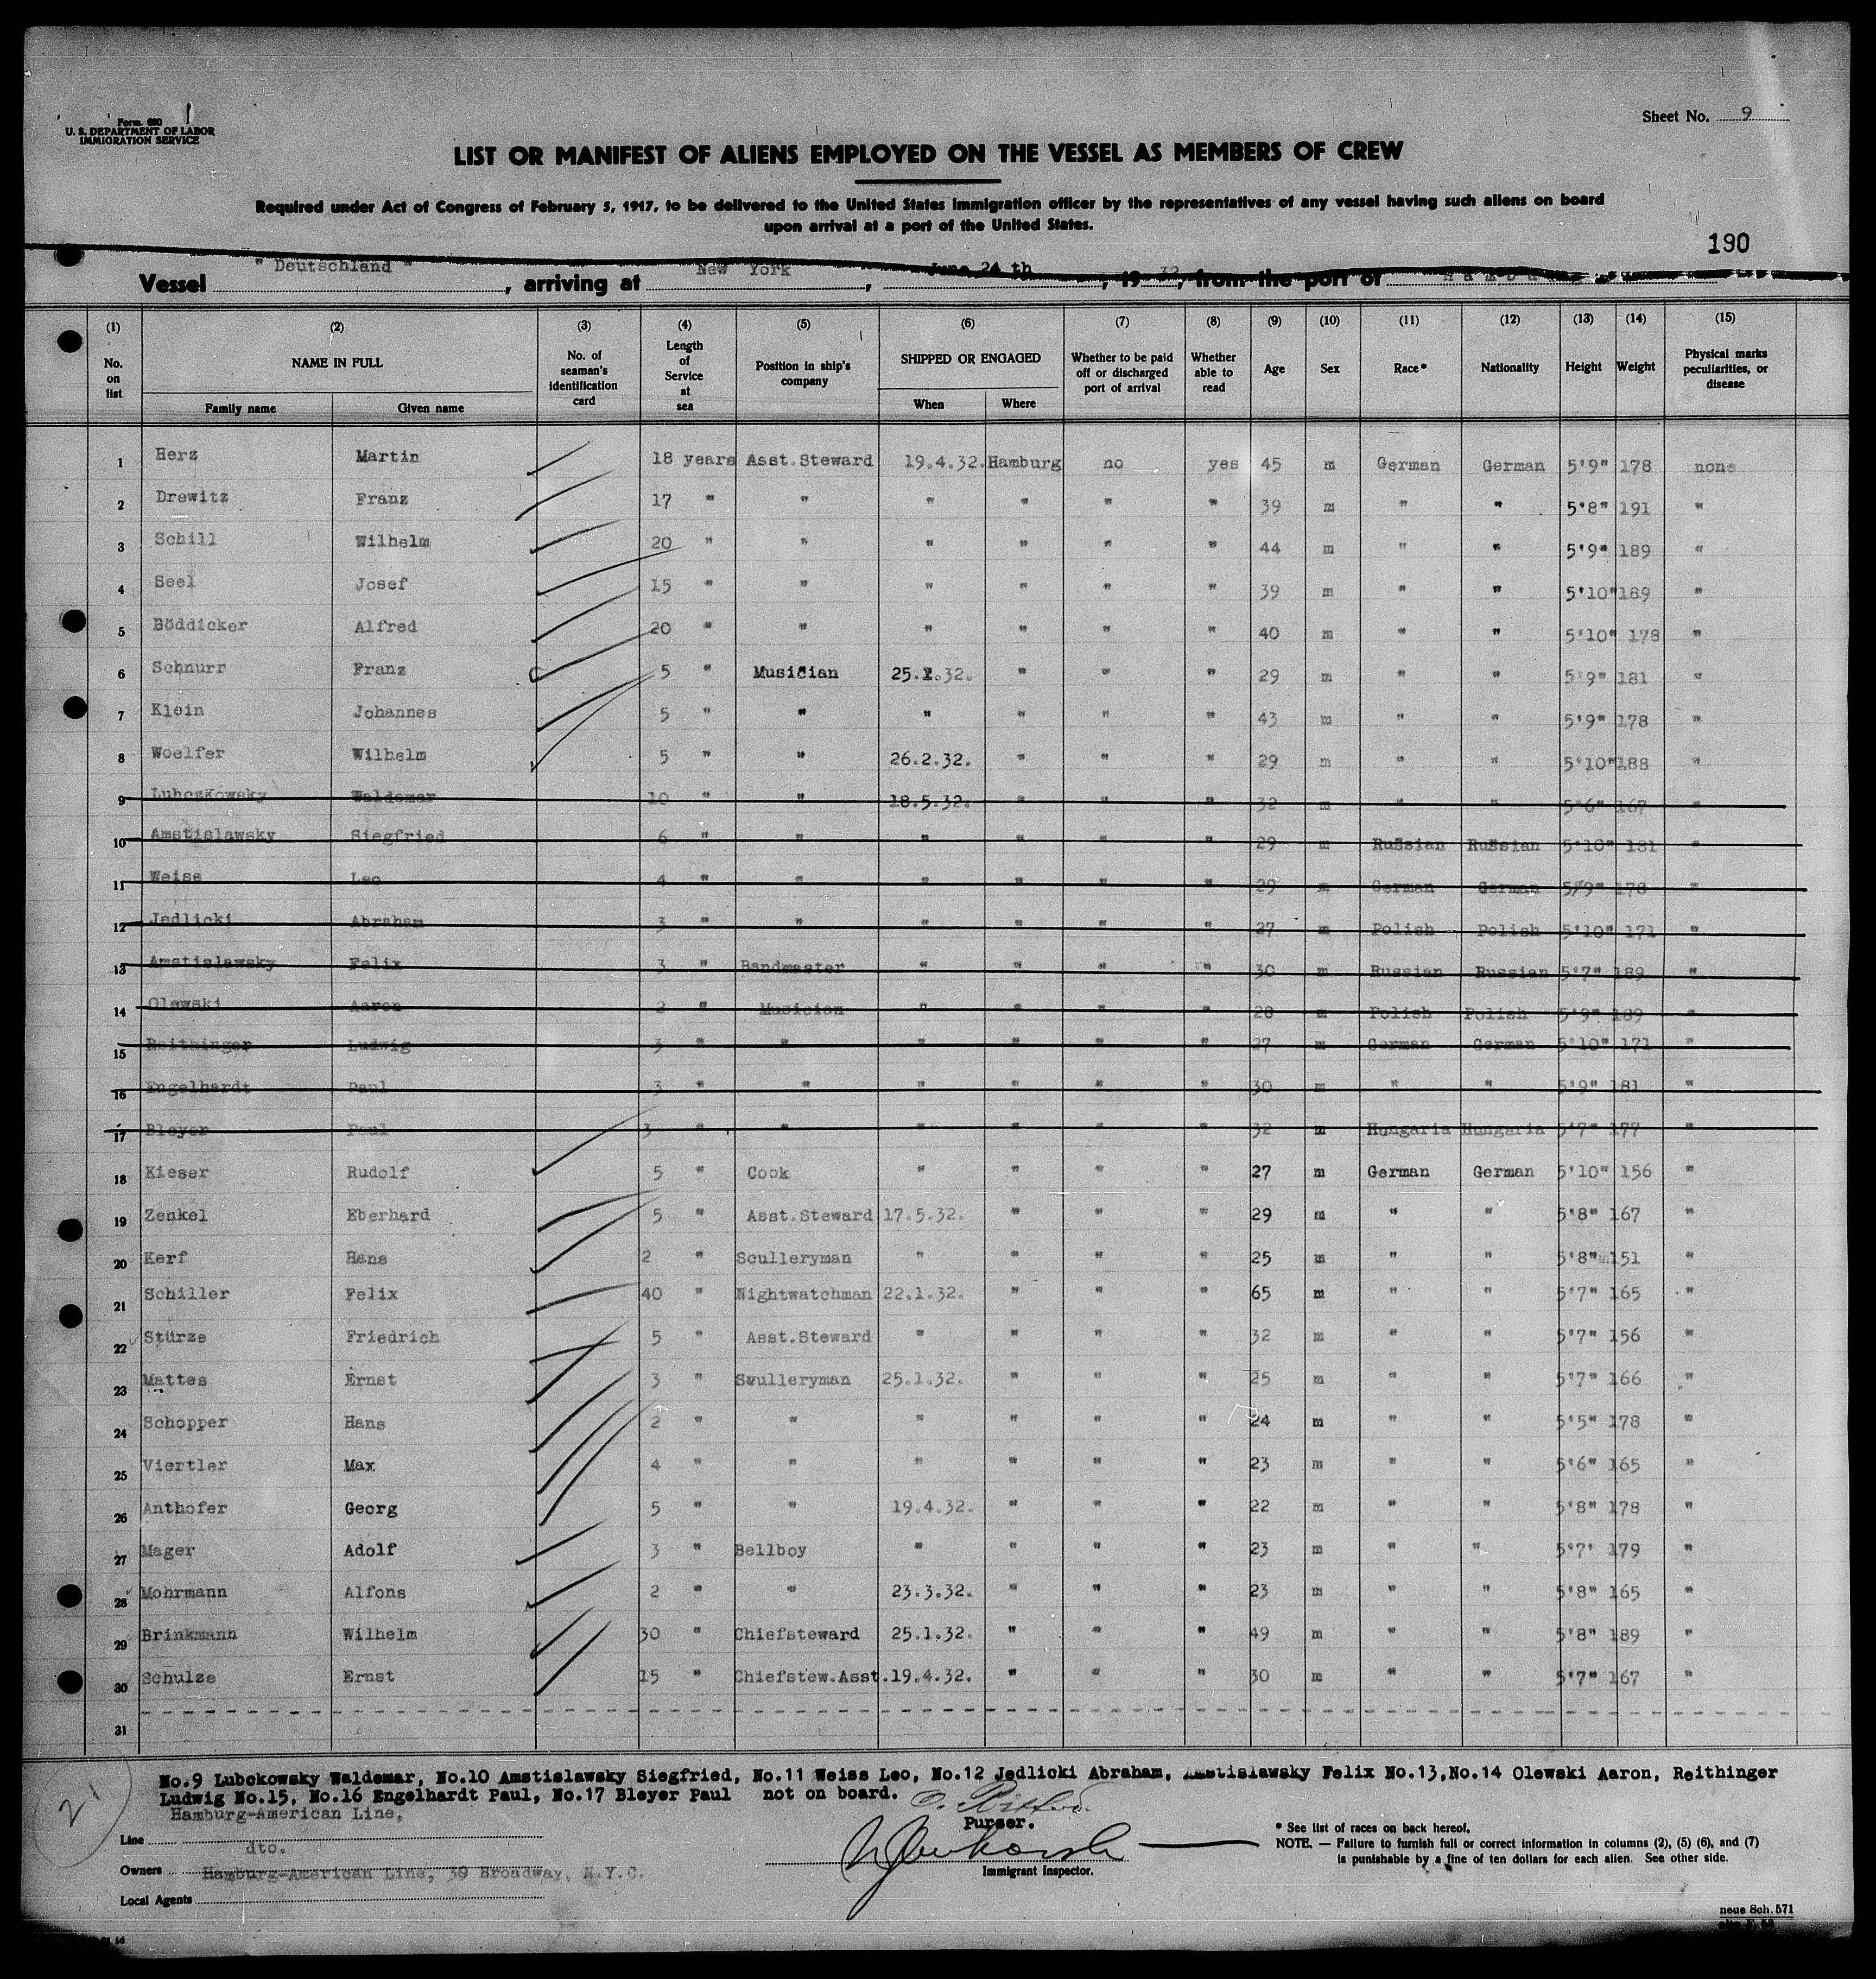 Form 680
U. S. DEPARTMENT OF LABOR
IMMIGRATION SERVICE
Sheet No. 9
LIST OR MANIFEST OF ALIENS EMPLOYED ON THE VESSEL AS MEMBERS OF CREW
Required under Act of Congress of February 5, 1917, to be delivered to the United States Immigration officer by the representatives of any vessel having such aliens on board
upon arrival at a port of the United States.
190
Vessel " Deutschland ", arriving at New York, June 24 th, 19 32, from the port of Hamburg
(1) (2) (3) (4) (5) (6) (7) (8) (9) (10) (11) (12) (13) (14) (15)
No. on list NAME IN FULL Family name Given name No. of seaman's identification card Length of Service at sea Position in ship's company SHIPPED OR ENGAGED When Where Whether to be paid off or discharged port of arrival Whether able to read Age Sex Race* Nationality Height Weight Physical marks peculiarities, or disease
1 Herz Martin 18 years Asst.Steward 19.4.32. Hamburg no yes 45 m German German 5'9" 178 none
2 Drewitz Franz 17 " " " " " " 39 m " " 5'8" 191 "
3 Schill Wilhelm 20 " " " " " " 44 m " " 5'9" 189 "
4 Seel Josef 15 " " " " " " 39 m " " 5'10" 189 "
5 Böddicker Alfred 20 " " " " " " 40 m " " 5'10" 178 "
6 Schnurr Franz 5 " Musician 25..32. " " " 29 m " " 5'9" 181 "
7 Klein Johannes 5 " " " " " " 43 m " " 5'9" 178 "
8 Woelfer Wilhelm 5 " " 26.2.32. " " " 29 m " " 5'10" 188 "
9 Lubczkowsky Waldemar 10 " " 18.5.32. " " " 32 m " " 5'6" 167 "
10 Amstislawsky Siegfried 6 " " " " " " 29 m Russian Russian 5'10" 181 "
11 Weiss Leo 4 " " " " " " 29 m German German 5'9" 178 "
12 Jedlicki Abraham 3 " " " " " " 27 m Polish Polish 5'10" 171 "
13 Amstislawsky Felix 3 " Bandmaster " " " " 30 m Russian Russian 5'7" 189 "
14 Olewski Aaron 2 " Musician " " " " 28 m Polish Polish 5'9" 189 "
15 Reithinger Ludwig 3 " " " " " " 27 m German German 5'10" 171 "
16 Engelhardt Paul 3 " " " " " " 30 m " " 5'9" 181 "
17 Bleyer Paul 3 " " " " " " 32 m Hungaria Hungaria 5'7" 177 "
18 Kieser Rudolf 5 " Cook " " " " 27 m German German 5'10" 156 "
19 Zenkel Eberhard 5 " Asst.Steward 17.5.32. " " " 29 m " " 5'8" 167 "
20 Kerf Hans 2 " Sculleryman " " " " 25 m " " 5'8" 151 "
21 Schiller Felix 40 " Nightwatchman 22.1.32. " " " 65 m " " 5'7" 165 "
22 Stürze Friedrich 5 " Asst.Steward " " " " 32 m " " 5'7" 156 "
23 Mattes Ernst 3 " Swulleryman 25.1.32. " " " 25 m " " 5'7" 166 "
24 Schopper Hans 2 " " " " " " 24 m " " 5'5" 178 "
25 Viertler Max 4 " " " " " " 23 m " " 5'6" 165 "
26 Anthofer Georg 5 " " 19.4.32. " " " 22 m " " 5'8" 178 "
27 Mager Adolf 3 " Bellboy " " " " 23 m " " 5'7' 179 "
28 Mohrmann Alfons 2 " " 23.3.32. " " " 23 m " " 5'8" 165 "
29 Brinkmann Wilhelm 30 " Chiefsteward 25.1.32. " " " 49 m " " 5'8" 189 "
30 Schulze Ernst 15 " Chiefstew.Asst. 19.4.32. " " " 30 m " " 5'7" 167 "
31
No.9 Lubckowsky Waldemar, No.10 Amstislawsky Siegfried, No.11 Weiss Leo, No.12 Jedlicki Abraham, Amstislawsky Felix No.13,No.14 Olewski Aaron, Reithinger
Ludwig No.15, No.16 Engelhardt Paul, No.17 Bleyer Paul not on board.
21
Purser.
Line Hamburg-American Line,
Owners dto.
Local Agents Hamburg-American Line, 39 Broadway, N.Y.C.
Immigrant Inspector.
* See list of races on back hereof.
NOTE. — Failure to furnish full or correct information in columns (2), (5) (6), and (7)
is punishable by a fine of ten dollars for each alien. See other side.
neue Sch. 571